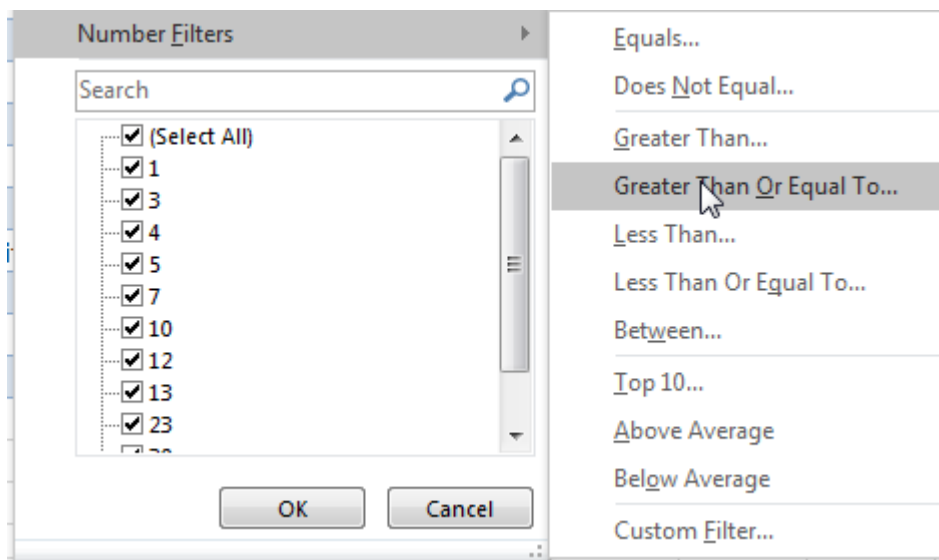 Number Filters
Search
(Select All)
1
3
4
5
7
10
12
13
23
OK
Cancel
Equals...
Does Not Equal...
Greater Than...
Greater Than Or Equal To...
Less Than...
Less Than Or Equal To...
Between...
Top 10...
Above Average
Below Average
Custom Filter...